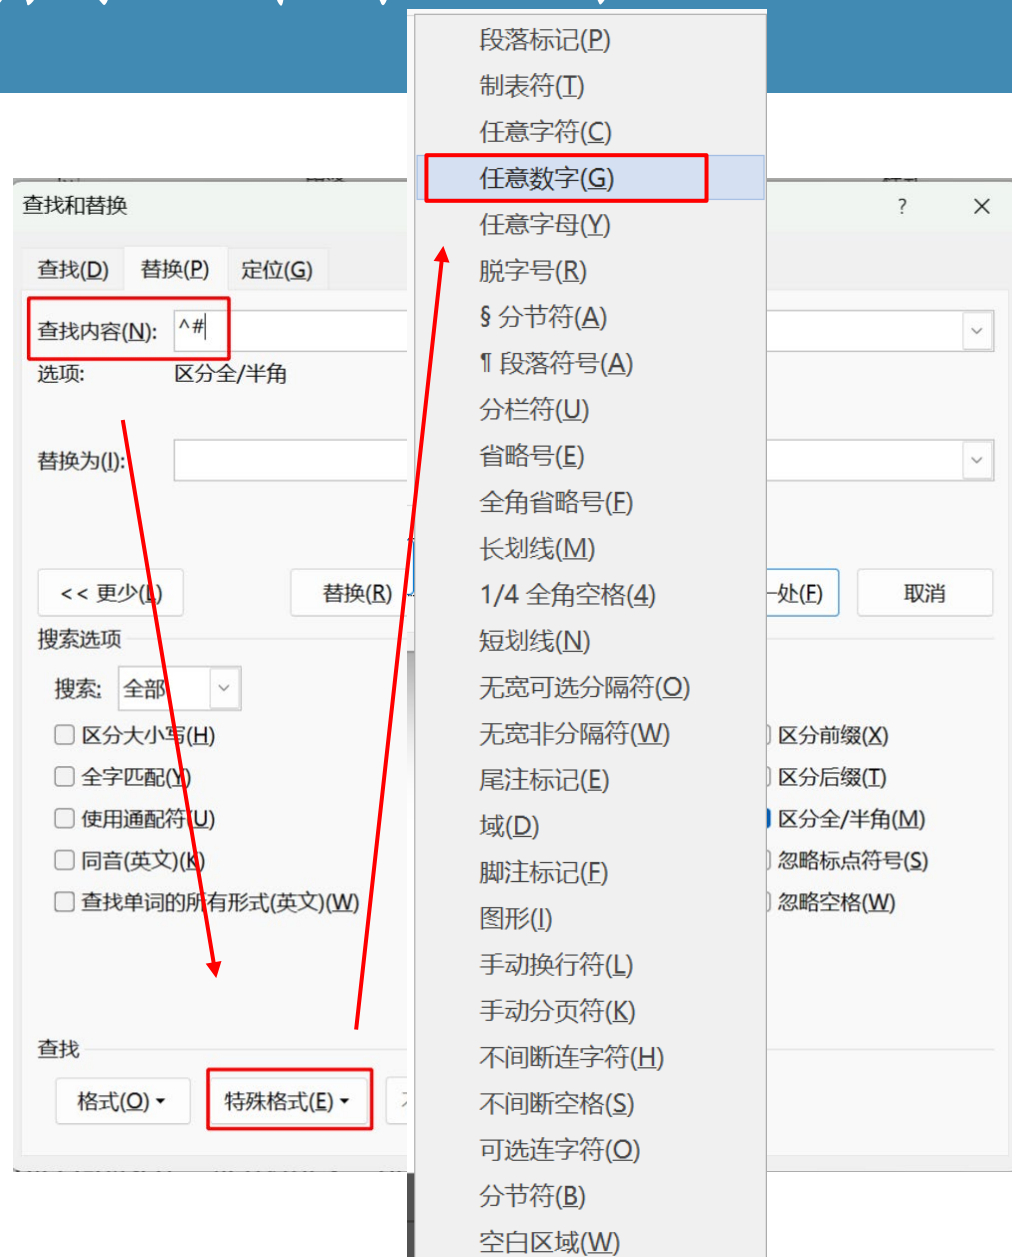 查找和替换
?
查找(D) 替换(P) 定位(G)
查找内容(N): ^#
选项: 区分全/半角
替换为(I):
<< 更少(L)
替换(R)
一处(F)
取消
搜索选项
搜索: 全部
区分大小写(H)
全字匹配(Y)
使用通配符(U)
同音(英文)(K)
查找单词的所有形式(英文)(W)
区分前缀(X)
区分后缀(T)
区分全/半角(M)
忽略标点符号(S)
忽略空格(W)
查找
格式(O)
特殊格式(E)
段落标记(P)
制表符(T)
任意字符(C)
任意数字(G)
任意字母(Y)
脱字号(R)
§ 分节符(A)
¶ 段落符号(A)
分栏符(U)
省略号(E)
全角省略号(F)
长划线(M)
1/4 全角空格(4)
短划线(N)
无宽可选分隔符(O)
无宽非分隔符(W)
尾注标记(E)
域(D)
脚注标记(F)
图形(I)
手动换行符(L)
手动分页符(K)
不间断连字符(H)
不间断空格(S)
可选连字符(O)
分节符(B)
空白区域(W)